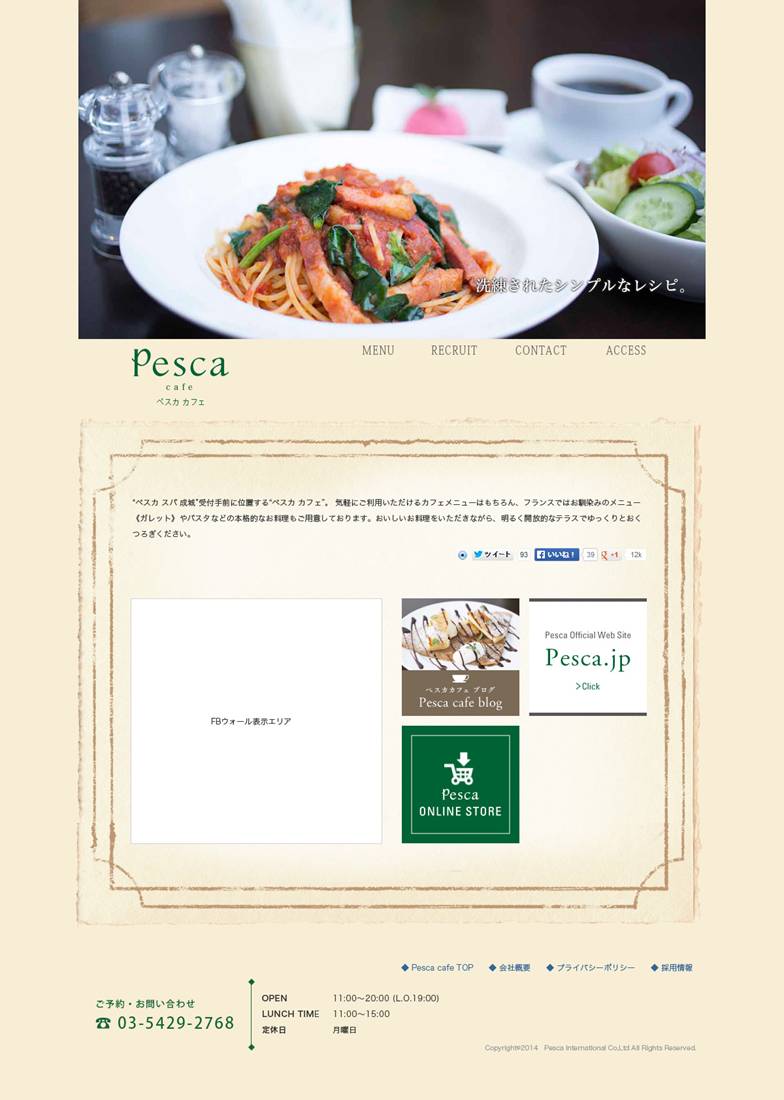 洗練されたシンプルなレシピ。
Pesca
cafe
ペスカ カフェ
MENU RECRUIT CONTACT ACCESS
“ペスカ スパ 成城”受付手前に位置する“ペスカ カフェ”。 気軽にご利用いただけるカフェメニューはもちろん、フランスではお馴染みのメニュー
《ガレット》やパスタなどの本格的なお料理もご用意しております。おいしいお料理をいただきながら、明るく開放的なテラスでゆっくりとおく
つろぎください。
ツイート 93 いいね！ 39 +1 12k
FBウォール表示エリア
ペスカカフェ ブログ
Pesca cafe blog
Pesca Official Web Site
Pesca.jp
>Click
Pesca
ONLINE STORE
◆ Pesca cafe TOP ◆ 会社概要 ◆ プライバシーポリシー ◆ 採用情報
ご予約・お問い合わせ
☎ 03-5429-2768
OPEN 11:00〜20:00 (L.O.19:00)
LUNCH TIME 11:00〜15:00
定休日 月曜日
Copyright©2014 Pesca International Co,Ltd All Rights Reserved.